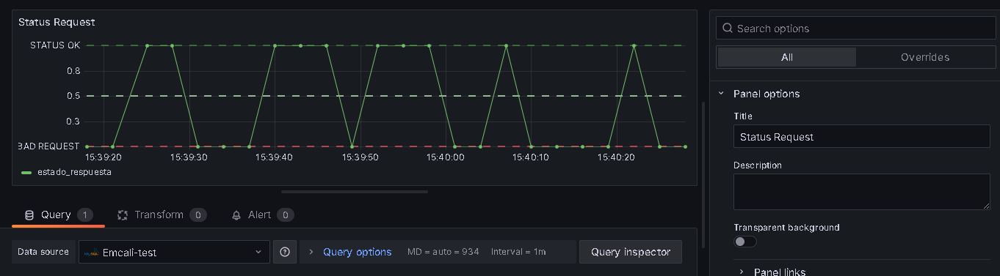 Status Request
STATUS OK
0.8
0.5
0.3
BAD REQUEST
15:39:20 15:39:30 15:39:40 15:39:50 15:40:00 15:40:10 15:40:20
estado_respuesta
Query 1 Transform 0 Alert 0
Data source MySQL Emcali-test Query options MD = auto = 934 Interval = 1m Query inspector
Search options
All Overrides
Panel options
Title
Status Request
Description
Transparent background
Panel links